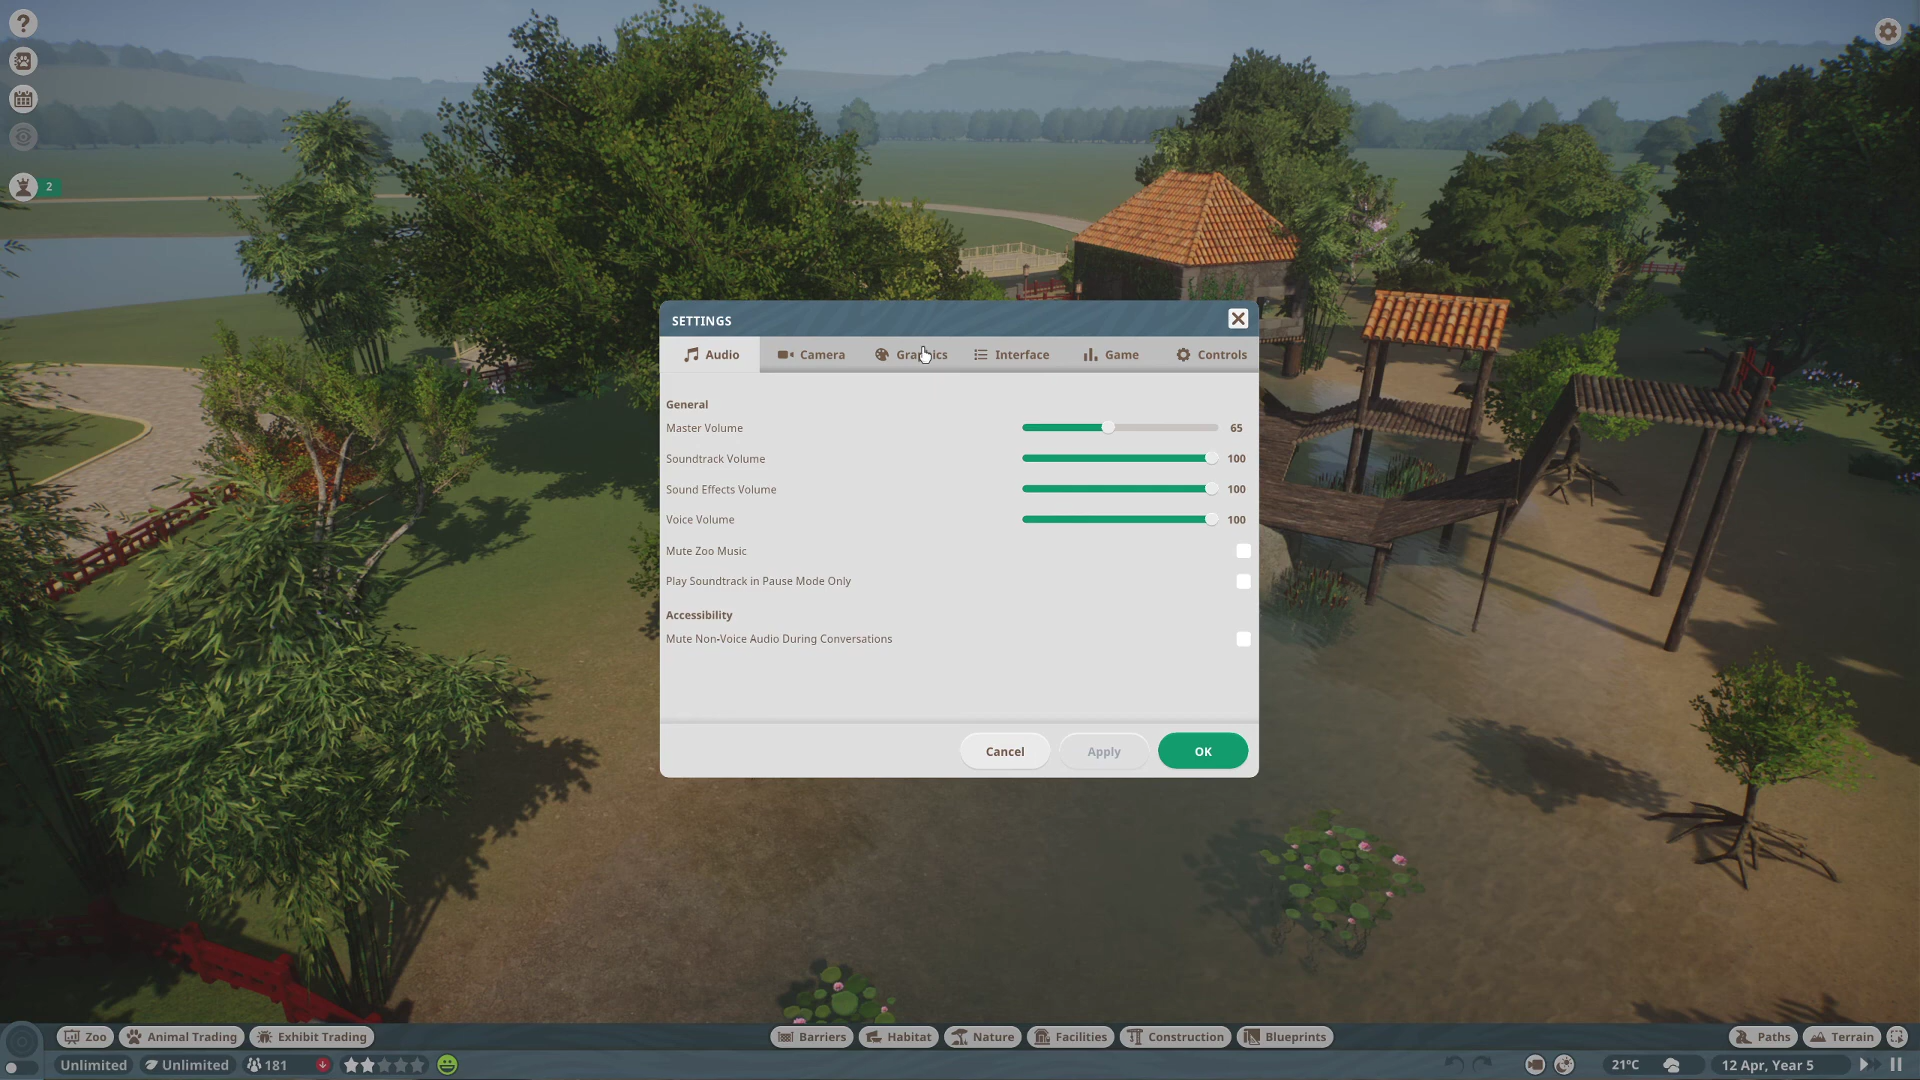 ?
2
SETTINGS
Audio
Camera
Graphics
Interface
Game
Controls
General
Master Volume 65
Soundtrack Volume 100
Sound Effects Volume 100
Voice Volume 100
Mute Zoo Music
Play Soundtrack in Pause Mode Only
Accessibility
Mute Non-Voice Audio During Conversations
Cancel
Apply
OK
Zoo
Animal Trading
Exhibit Trading
Barriers
Habitat
Nature
Facilities
Construction
Blueprints
Paths
Terrain
Unlimited
Unlimited
181
21°C
12 Apr, Year 5